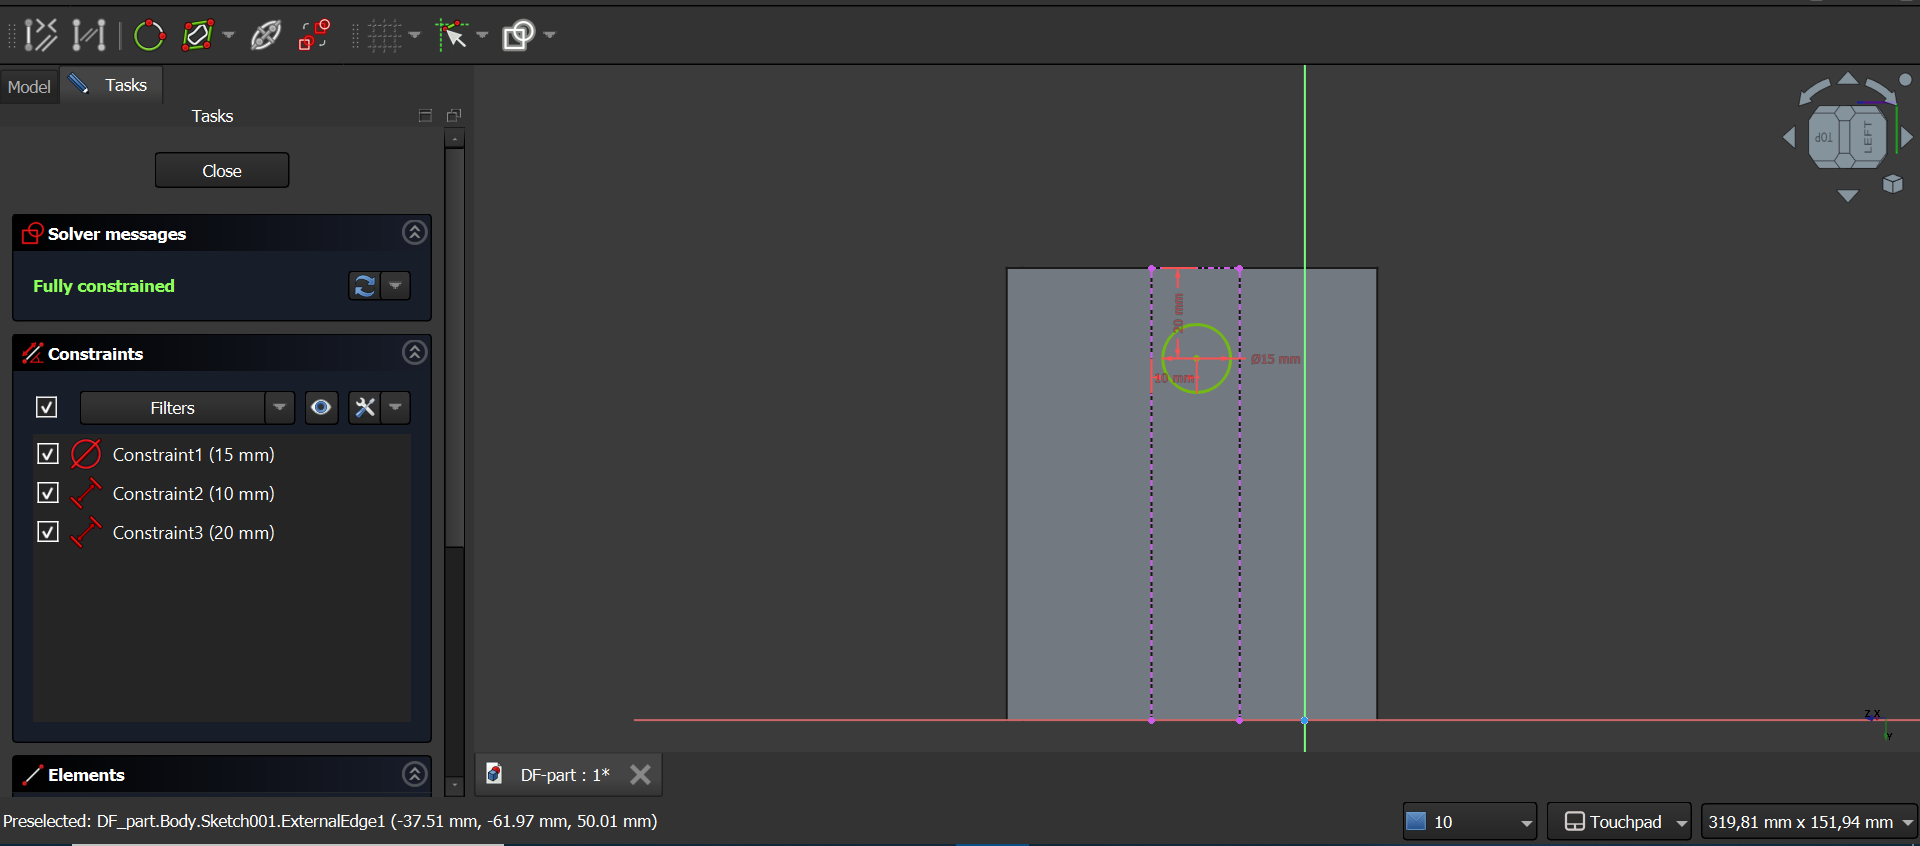 Model
Tasks
Tasks
Close
Solver messages
Fully constrained
Constraints
Filters
Constraint1 (15 mm)
Constraint2 (10 mm)
Constraint3 (20 mm)
Elements
TOP
LEFT
20 mm
Ø15 mm
10 mm
Z X
Y
DF-part : 1*
Preselected: DF_part.Body.Sketch001.ExternalEdge1 (-37.51 mm, -61.97 mm, 50.01 mm)
10
Touchpad
319,81 mm x 151,94 mm